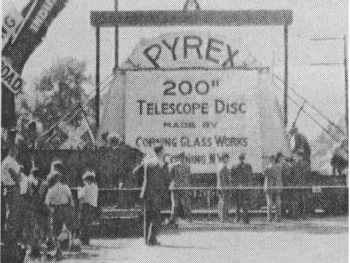 PYREX
200"
TELESCOPE DISC
MADE BY
CORNING GLASS WORKS
CORNING N.Y.